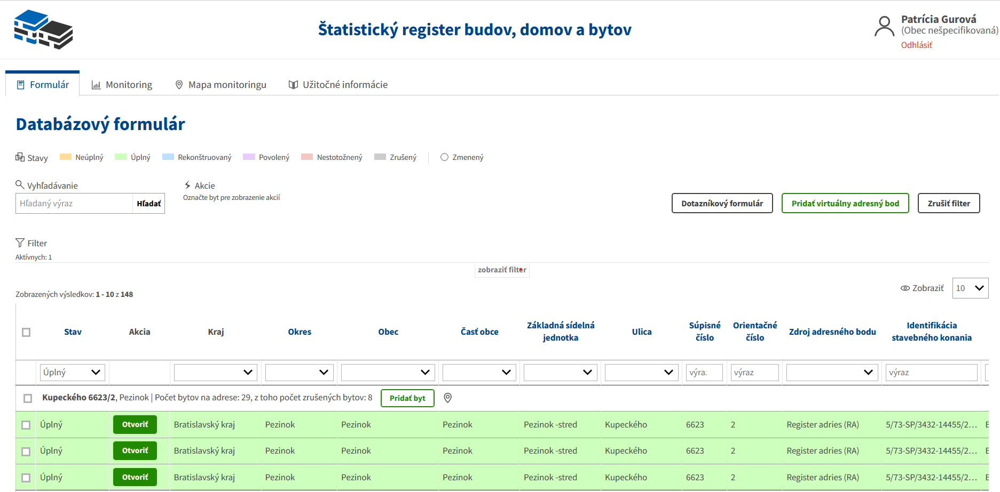 Štatistický register budov, domov a bytov
Patrícia Gurová
(Obec nešpecifikovaná)
Odhlásiť
Formulár
Monitoring
Mapa monitoringu
Užitočné informácie
Databázový formulár
Stavy
Neúplný
Úplný
Rekonštruovaný
Povolený
Nestotožnený
Zrušený
Zmenený
Vyhľadávanie
Akcie
Hľadaný výraz
Hľadať
Označte byt pre zobrazenie akcií
Dotazníkový formulár
Pridať virtuálny adresný bod
Zrušiť filter
Filter
Aktívnych: 1
zobraziť filter
Zobrazených výsledkov: 1 - 10 z 148
Zobraziť
10
Stav
Akcia
Kraj
Okres
Obec
Časť obce
Základná sídelná
jednotka
Ulica
Súpisné
číslo
Orientačné
číslo
Zdroj adresného bodu
Identifikácia
stavebného konania
Úplný
výraz
výraz
výraz
Kupeckého 6623/2, Pezinok | Počet bytov na adrese: 29, z toho počet zrušených bytov: 8
Pridať byt
Úplný Otvoriť Bratislavský kraj Pezinok Pezinok Pezinok Pezinok -stred Kupeckého 6623 2 Register adries (RA) 5/73-SP/3432-14455/2…
Úplný Otvoriť Bratislavský kraj Pezinok Pezinok Pezinok Pezinok -stred Kupeckého 6623 2 Register adries (RA) 5/73-SP/3432-14455/2…
Úplný Otvoriť Bratislavský kraj Pezinok Pezinok Pezinok Pezinok -stred Kupeckého 6623 2 Register adries (RA) 5/73-SP/3432-14455/2…